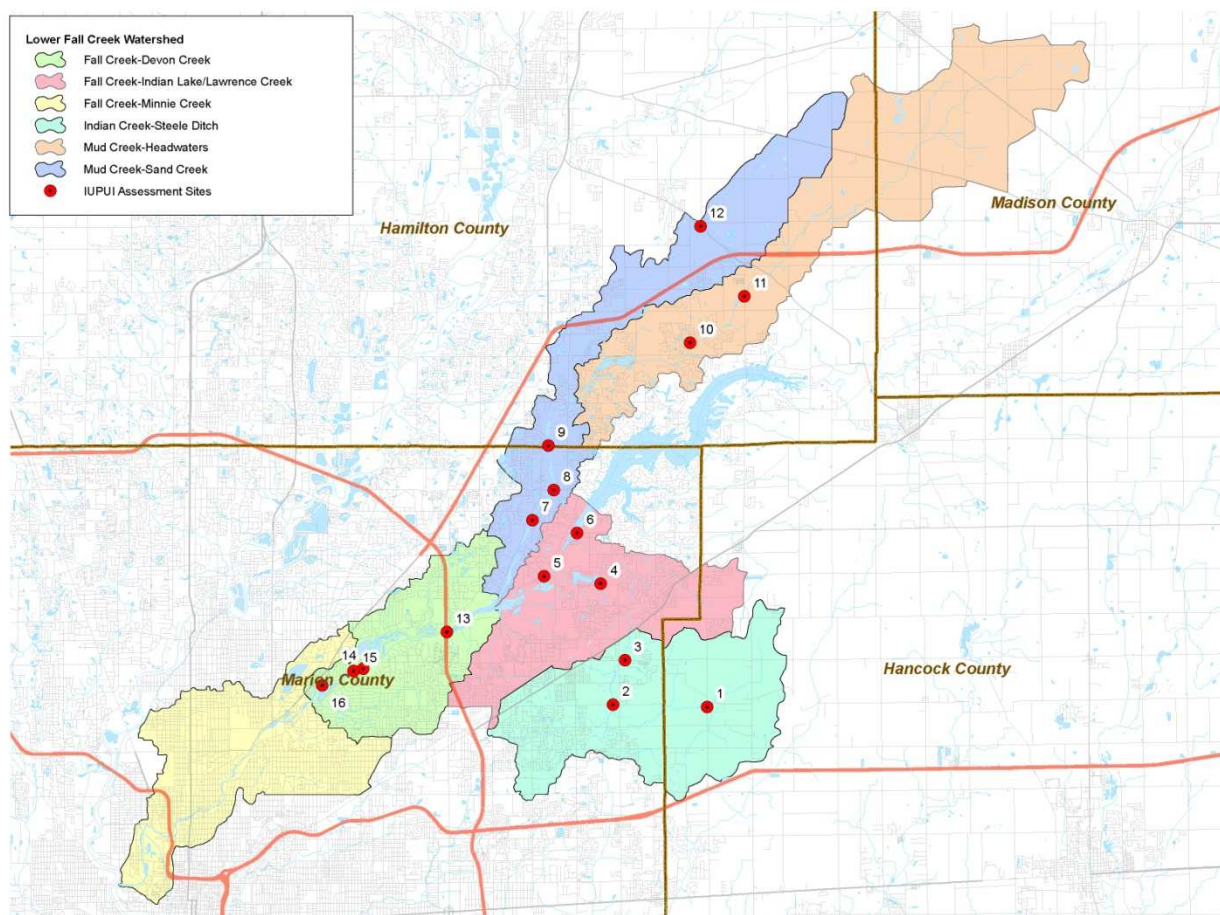 Lower Fall Creek Watershed
Fall Creek-Devon Creek
Fall Creek-Indian Lake/Lawrence Creek
Fall Creek-Minnie Creek
Indian Creek-Steele Ditch
Mud Creek-Headwaters
Mud Creek-Sand Creek
IUPUI Assessment Sites
Hamilton County
Madison County
12
11
10
9
8
7
6
5
4
13
3
Hancock County
14
15
Marion County
16
2
1